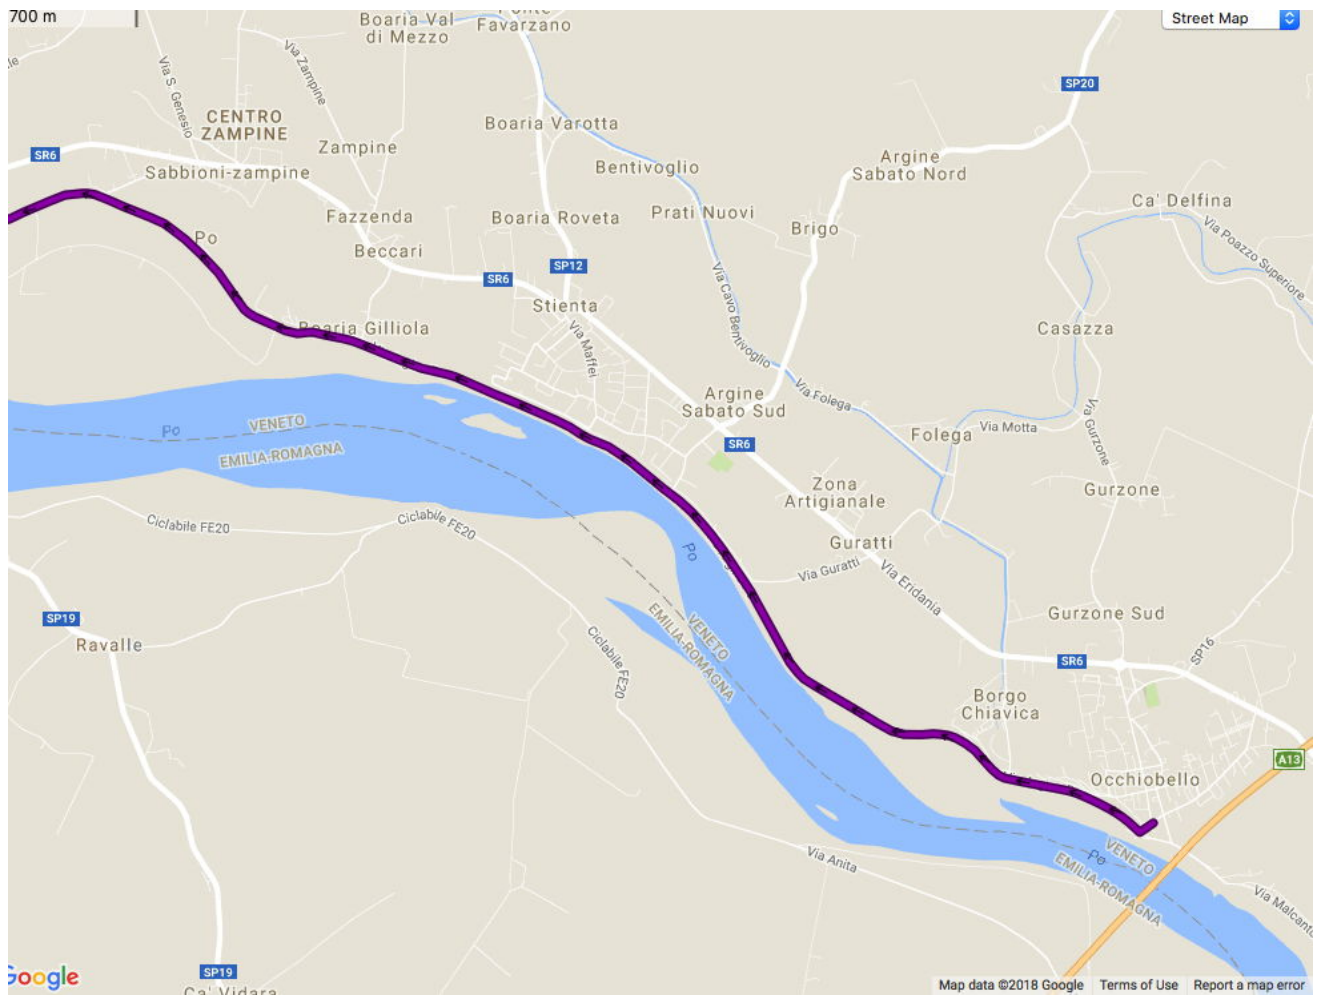 700 m
Street Map
Boaria Val
di Mezzo
Favarzano
SP20
Via S. Genesio
Via Zampine
CENTRO
ZAMPINE
Boaria Varotta
Zampine
SR6
Sabbioni-zampine
Bentivoglio
Argine
Sabato Nord
Ca' Delfina
Fazzenda
Boaria Roveta
Prati Nuovi
Brigo
Via Poazzo Superiore
Po
Beccari
SP12
SR6
Via Cavo Bentivoglio
Stienta
Boaria Gilliola
Via Maffei
Casazza
Argine
Sabato Sud
Via Folega
Po
VENETO
EMILIA-ROMAGNA
SR6
Folega
Via Motta
Via Gurzone
Zona
Artigianale
Gurzone
Ciclabile FE20
Ciclabile FE20
Po
Guratti
Via Guratti
Via Eridania
SP19
Ravalle
VENETO
EMILIA-ROMAGNA
Ciclabile FE20
Gurzone Sud
SR6
SP16
Borgo
Chiavica
A13
Occhiobello
Via Anita
Po
VENETO
EMILIA-ROMAGNA
Via Malcant
SP19
Ca' Vidara
Google
Map data ©2018 Google
Terms of Use
Report a map error